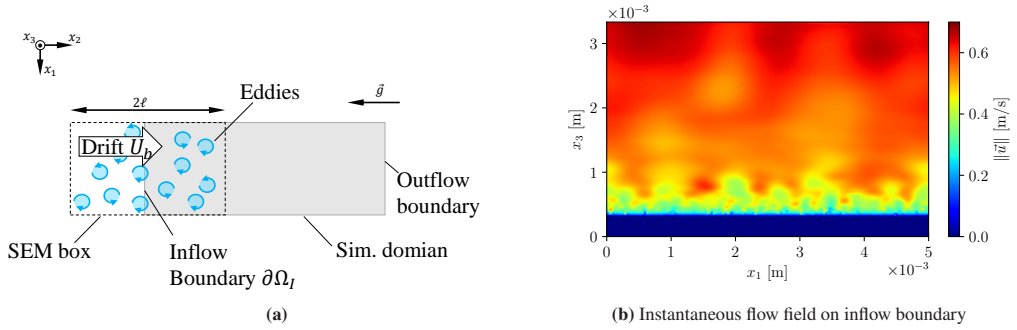 x₃
x₂
x₁
2ℓ
Eddies
g⃗
Drift U_b
Outflow
boundary
SEM box
Inflow
Boundary ∂Ω_I
Sim. domian
(a)
×10⁻³
3
2
1
0
x₃ [m]
0 1 2 3 4 5
x₁ [m]
×10⁻³
0.6
0.4
0.2
0.0
‖u⃗‖ [m/s]
(b) Instantaneous flow field on inflow boundary